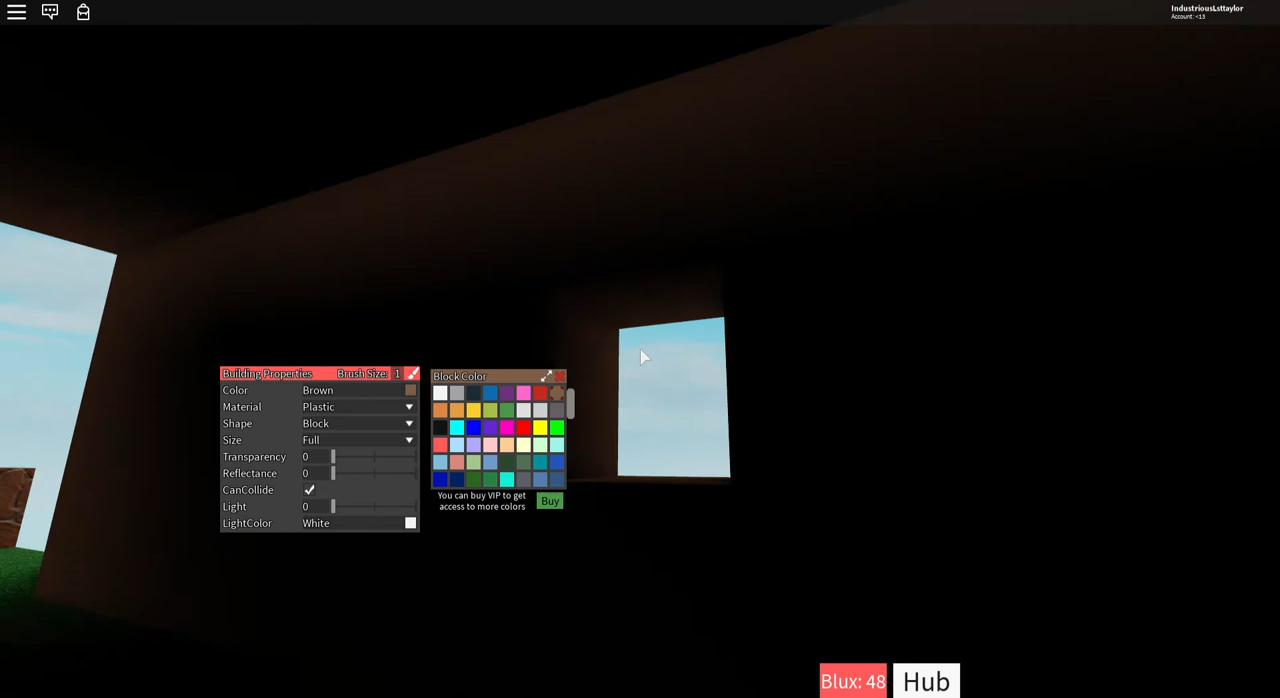 IndustriousLsttaylor
Account: <13
Building Properties Brush Size: 1
Color Brown
Material Plastic
Shape Block
Size Full
Transparency 0
Reflectance 0
CanCollide
Light 0
LightColor White
Block Color
You can buy VIP to get
access to more colors
Buy
Blux: 48
Hub